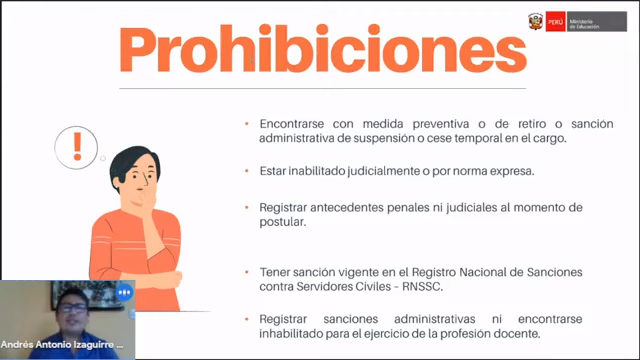 PERÚ
Ministerio
de Educación
Prohibiciones
!
• Encontrarse con medida preventiva o de retiro o sanción
administrativa de suspensión o cese temporal en el cargo.
• Estar inabilitado judicialmente o por norma expresa.
• Registrar antecedentes penales ni judiciales al momento de
postular.
• Tener sanción vigente en el Registro Nacional de Sanciones
contra Servidores Civiles – RNSSC.
• Registrar sanciones administrativas ni encontrarse
inhabilitado para el ejercicio de la profesión docente.
Andrés Antonio Izaguirre ...